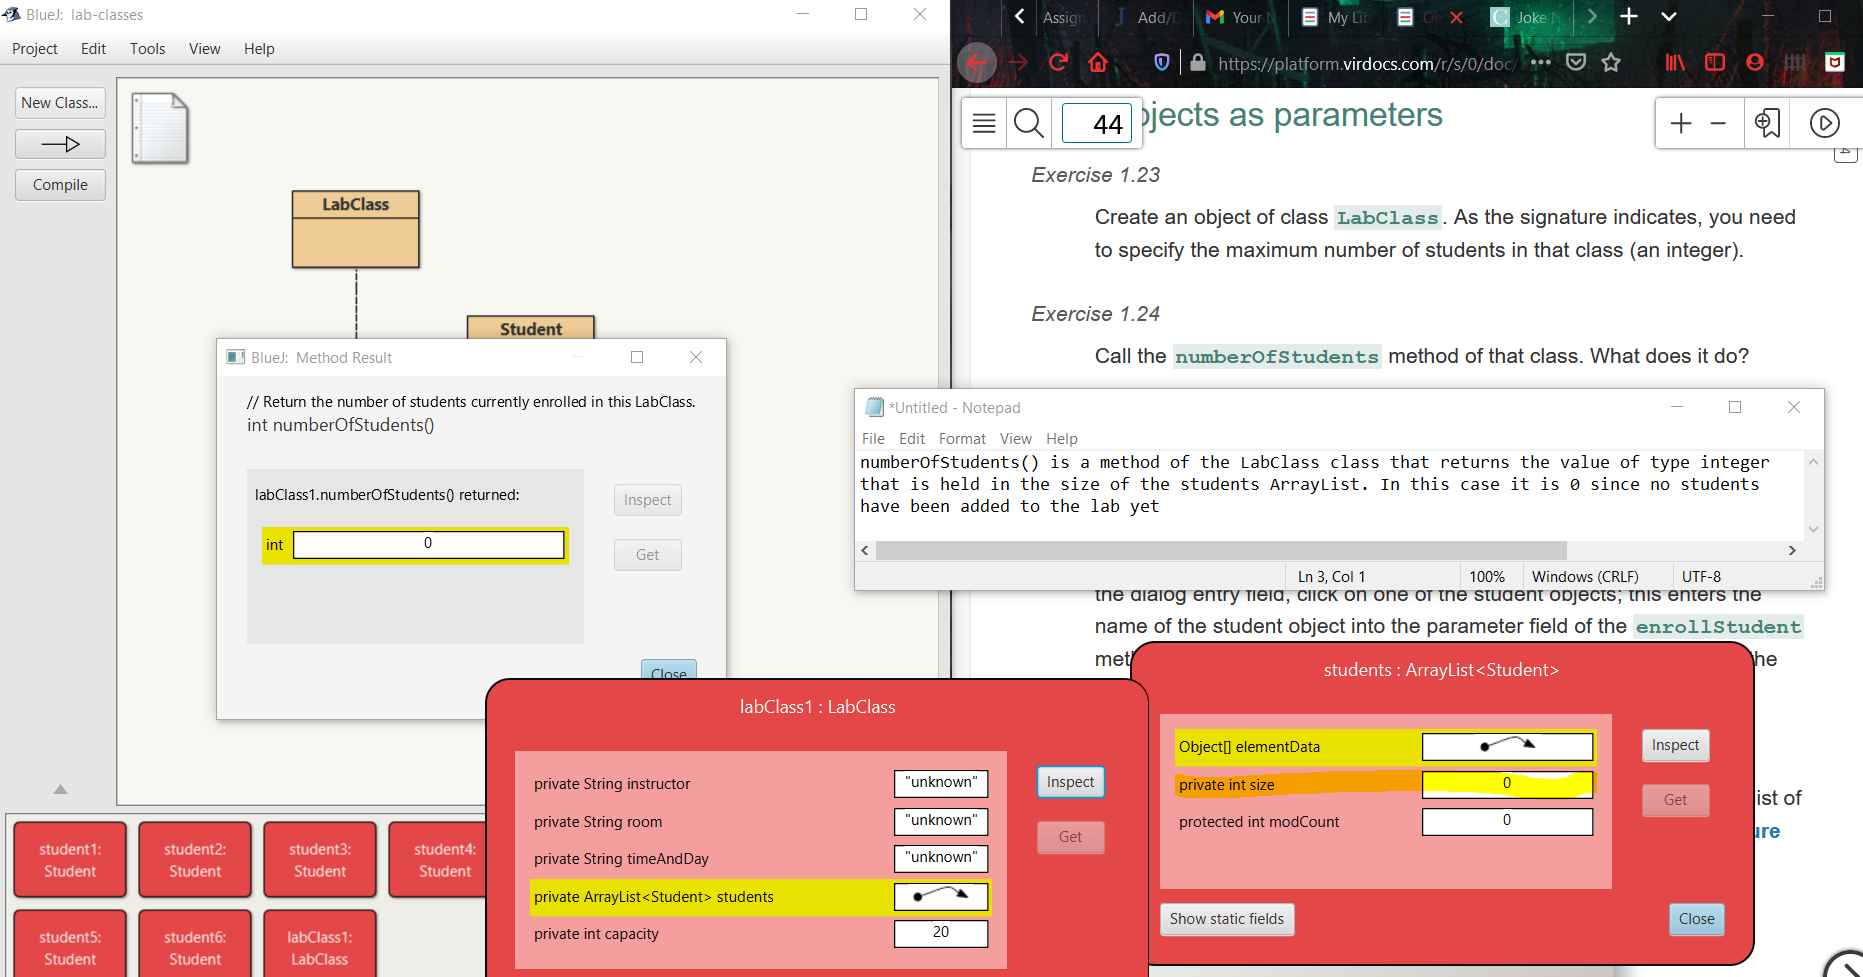 BlueJ: lab-classes
Project Edit Tools View Help
New Class...
Compile
LabClass
Student
BlueJ: Method Result
// Return the number of students currently enrolled in this LabClass.
int numberOfStudents()
labClass1.numberOfStudents() returned:
int 0
Inspect
Get
Close
student1:
Student
student2:
Student
student3:
Student
student4:
Student
student5:
Student
student6:
Student
labClass1:
LabClass
labClass1 : LabClass
private String instructor "unknown"
private String room "unknown"
private String timeAndDay "unknown"
private ArrayList<Student> students
private int capacity 20
Inspect
Get
Assign
Add/
Your
My Li
Joke
https://platform.virdocs.com/r/s/0/doc/
44
jects as parameters
Exercise 1.23
Create an object of class LabClass. As the signature indicates, you need
to specify the maximum number of students in that class (an integer).
Exercise 1.24
Call the numberOfStudents method of that class. What does it do?
*Untitled - Notepad
File Edit Format View Help
numberOfStudents() is a method of the LabClass class that returns the value of type integer
that is held in the size of the students ArrayList. In this case it is 0 since no students
have been added to the lab yet
Ln 3, Col 1 100% Windows (CRLF) UTF-8
the dialog entry field, click on one of the student objects; this enters the
name of the student object into the parameter field of the enrollStudent
met he
students : ArrayList<Student>
Object[] elementData
private int size 0
protected int modCount 0
Inspect
Get
Show static fields
Close
ist of
ure